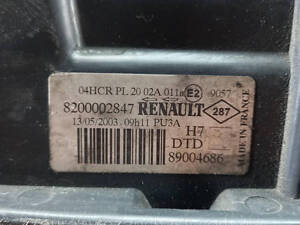 04HCR PL 20 02A 011a E2 9057
8200002847 RENAULT 287
13/05/2003 09h11 PU3A
H7
DTD
89004686
MADE IN FRANCE